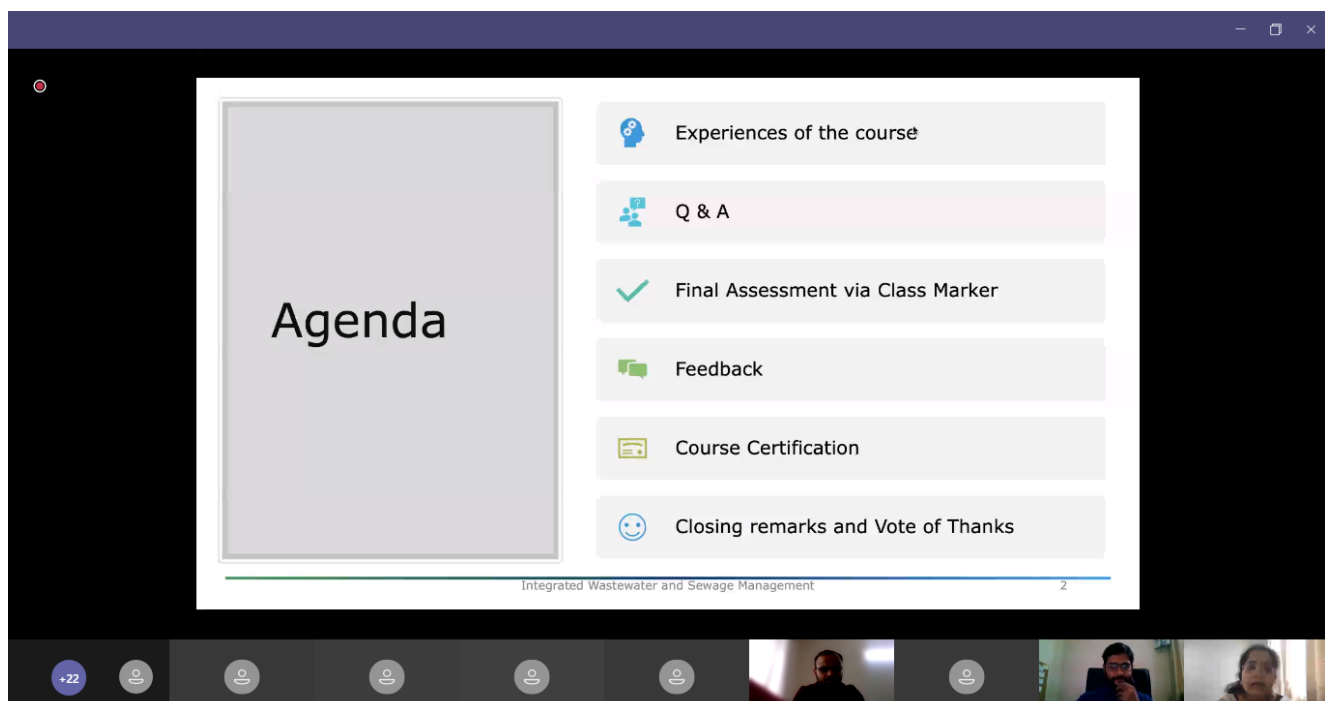 Agenda
Experiences of the course
?
Q & A
Final Assessment via Class Marker
Feedback
Course Certification
Closing remarks and Vote of Thanks
Integrated Wastewater and Sewage Management
2
+22